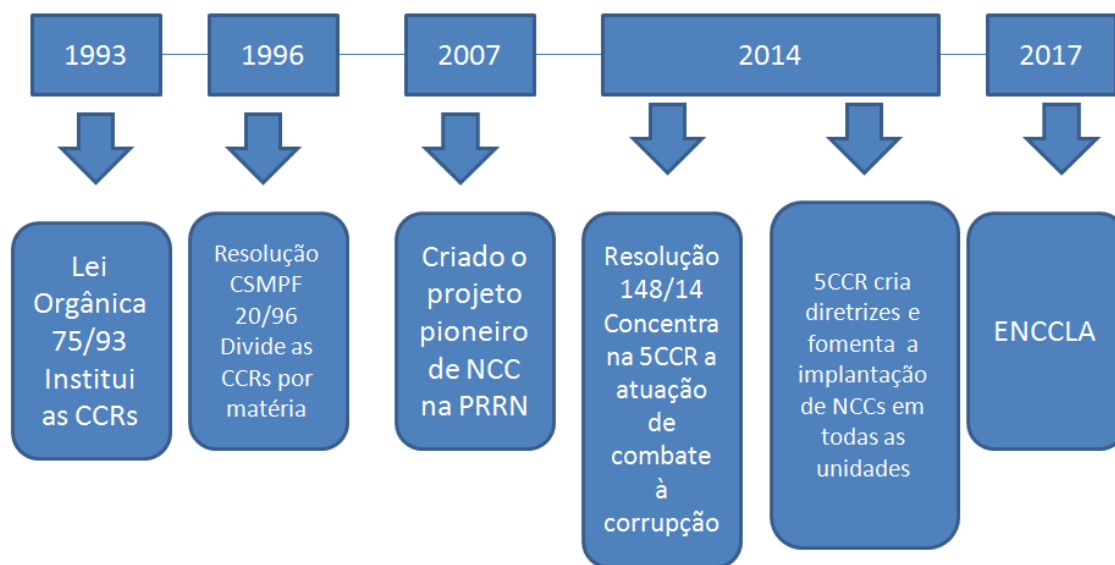 1993
1996
2007
2014
2017
Lei
Orgânica
75/93
Institui
as CCRs
Resolução
CSMPF
20/96
Divide as
CCRs por
matéria
Criado o
projeto
pioneiro
de NCC
na PRRN
Resolução
148/14
Concentra
na 5CCR a
atuação
de
combate
à
corrupção
5CCR cria
diretrizes e
fomenta a
implantação
de NCCs em
todas as
unidades
ENCCLA